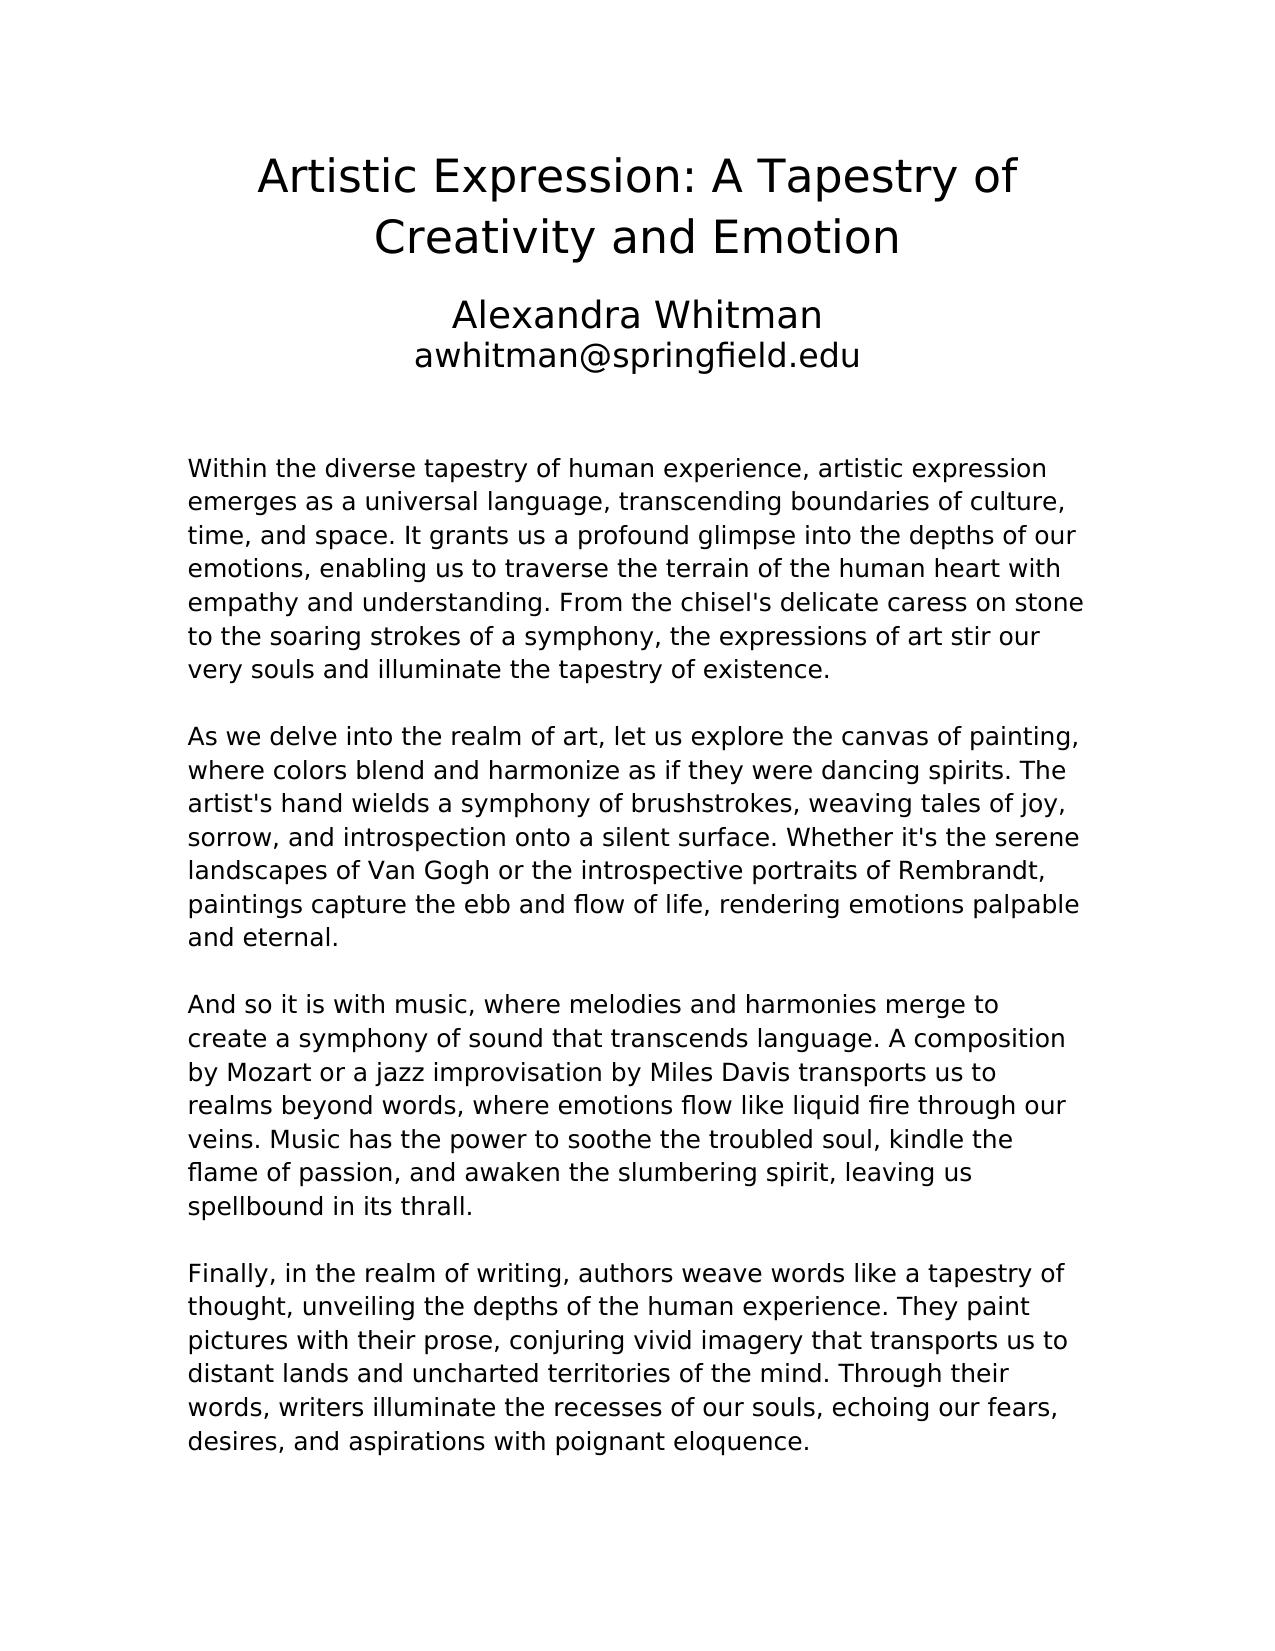 Artistic Expression: A Tapestry of
Creativity and Emotion
Alexandra Whitman
awhitman@springfield.edu
Within the diverse tapestry of human experience, artistic expression
emerges as a universal language, transcending boundaries of culture,
time, and space. It grants us a profound glimpse into the depths of our
emotions, enabling us to traverse the terrain of the human heart with
empathy and understanding. From the chisel's delicate caress on stone
to the soaring strokes of a symphony, the expressions of art stir our
very souls and illuminate the tapestry of existence.
As we delve into the realm of art, let us explore the canvas of painting,
where colors blend and harmonize as if they were dancing spirits. The
artist's hand wields a symphony of brushstrokes, weaving tales of joy,
sorrow, and introspection onto a silent surface. Whether it's the serene
landscapes of Van Gogh or the introspective portraits of Rembrandt,
paintings capture the ebb and flow of life, rendering emotions palpable
and eternal.
And so it is with music, where melodies and harmonies merge to
create a symphony of sound that transcends language. A composition
by Mozart or a jazz improvisation by Miles Davis transports us to
realms beyond words, where emotions flow like liquid fire through our
veins. Music has the power to soothe the troubled soul, kindle the
flame of passion, and awaken the slumbering spirit, leaving us
spellbound in its thrall.
Finally, in the realm of writing, authors weave words like a tapestry of
thought, unveiling the depths of the human experience. They paint
pictures with their prose, conjuring vivid imagery that transports us to
distant lands and uncharted territories of the mind. Through their
words, writers illuminate the recesses of our souls, echoing our fears,
desires, and aspirations with poignant eloquence.